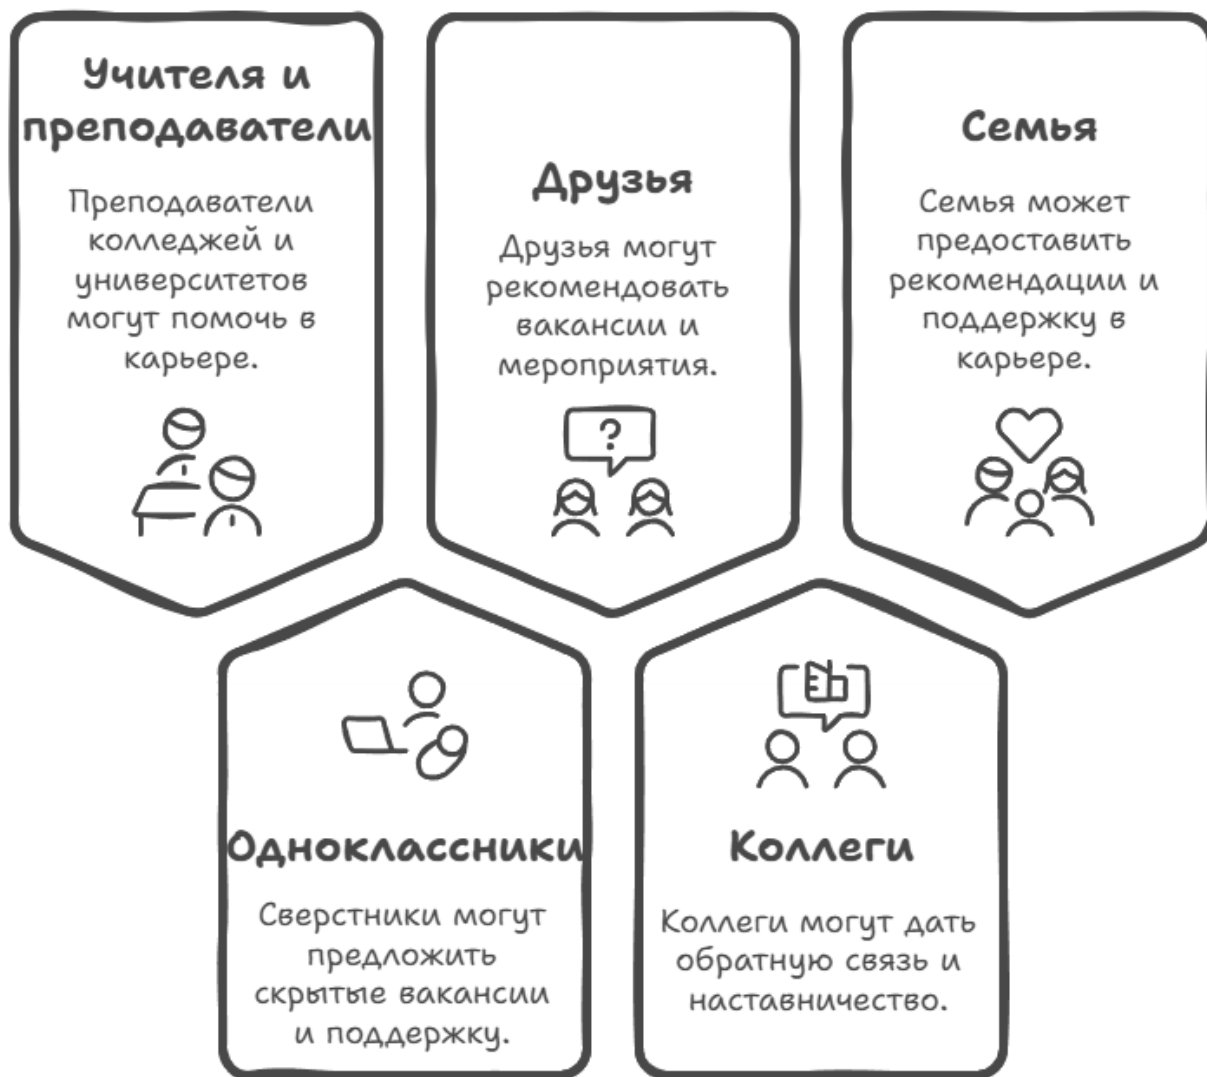 Учителя и
преподаватели
Преподаватели
колледжей и
университетов
могут помочь в
карьере.
Друзья
Друзья могут
рекомендовать
вакансии и
мероприятия.
?
Семья
Семья может
предоставить
рекомендации и
поддержку в
карьере.
Одноклассники
Сверстники могут
предложить
скрытые вакансии
и поддержку.
Коллеги
Коллеги могут дать
обратную связь и
наставничество.